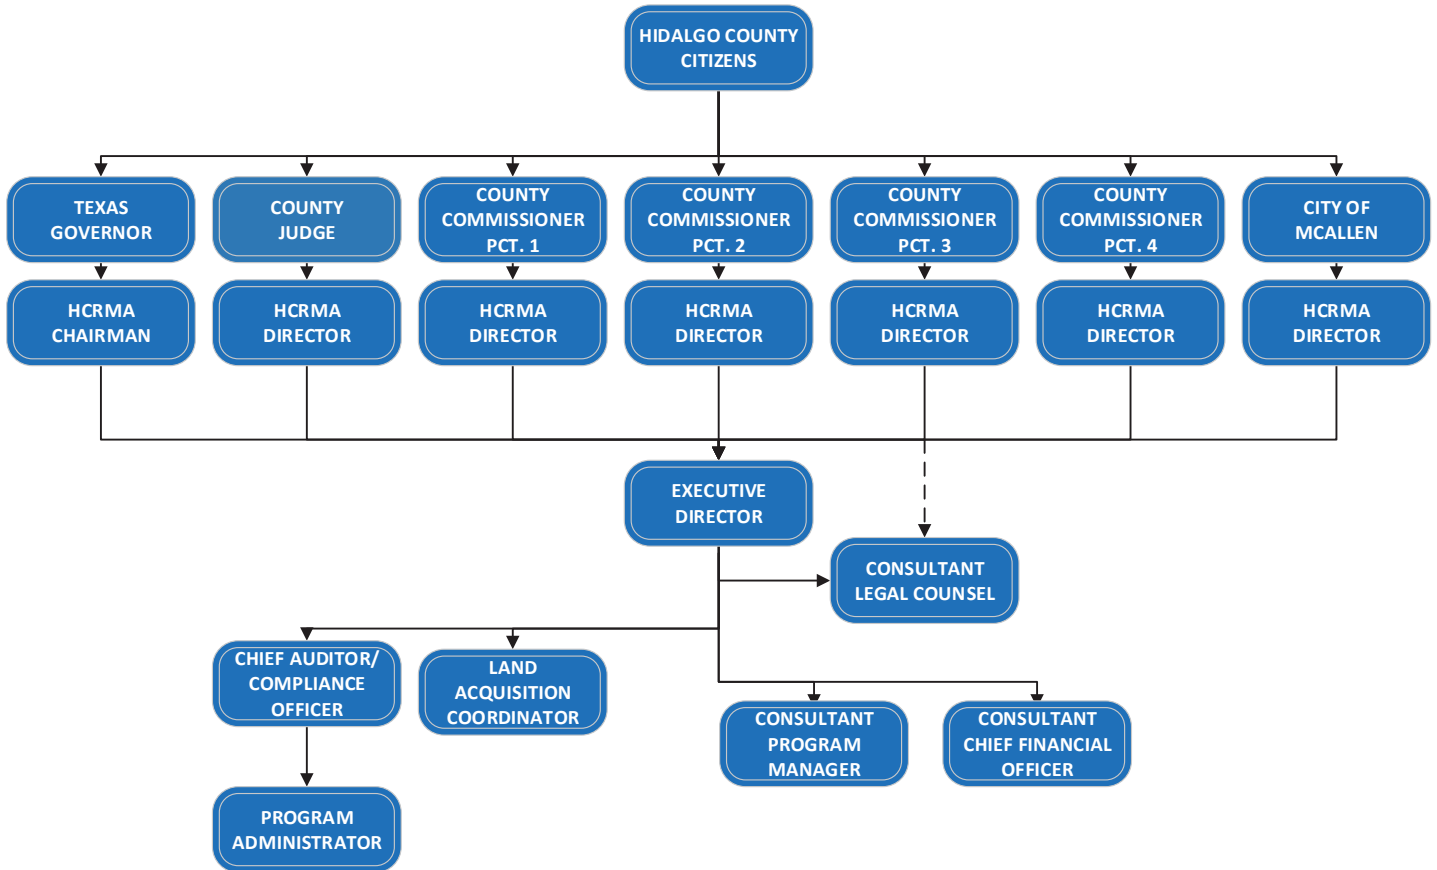 HIDALGO COUNTY
CITIZENS
TEXAS
GOVERNOR
COUNTY
JUDGE
COUNTY
COMMISSIONER
PCT. 1
COUNTY
COMMISSIONER
PCT. 2
COUNTY
COMMISSIONER
PCT. 3
COUNTY
COMMISSIONER
PCT. 4
CITY OF
MCALLEN
HCRMA
CHAIRMAN
HCRMA
DIRECTOR
HCRMA
DIRECTOR
HCRMA
DIRECTOR
HCRMA
DIRECTOR
HCRMA
DIRECTOR
HCRMA
DIRECTOR
EXECUTIVE
DIRECTOR
CONSULTANT
LEGAL COUNSEL
CHIEF AUDITOR/
COMPLIANCE
OFFICER
LAND
ACQUISITION
COORDINATOR
CONSULTANT
PROGRAM
MANAGER
CONSULTANT
CHIEF FINANCIAL
OFFICER
PROGRAM
ADMINISTRATOR